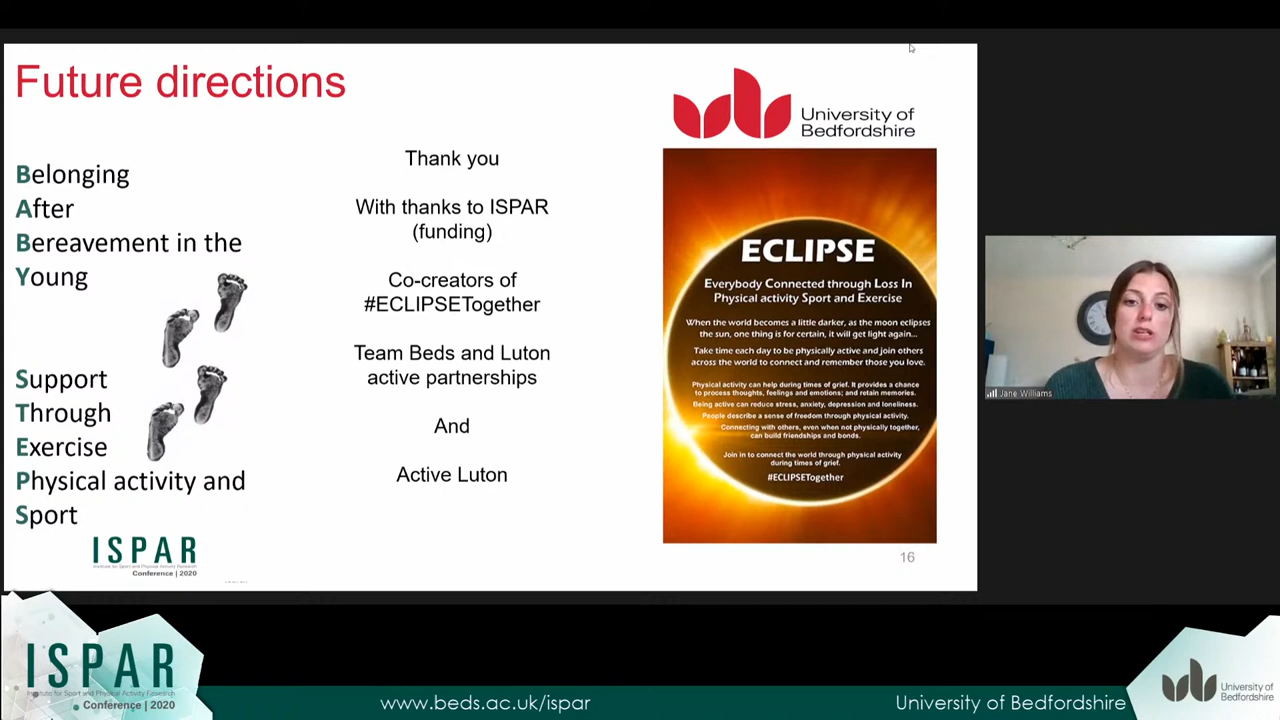 Future directions
Belonging
After
Bereavement in the
Young
Support
Through
Exercise
Physical activity and
Sport
ISPAR
Institute for Sport and Physical Activity Research
Conference | 2020
Thank you
With thanks to ISPAR
(funding)
Co-creators of
#ECLIPSETogether
Team Beds and Luton
active partnerships
And
Active Luton
University of
Bedfordshire
ECLIPSE
Everybody Connected through Loss In
Physical activity Sport and Exercise
When the world becomes a little darker, as the moon eclipses
the sun, one thing is for certain, it will get light again...
Take time each day to be physically active and join others
across the world to connect and remember those you love.
Physical activity can help during times of grief. It provides a chance
to process thoughts, feelings and emotions; and retain memories.
Being active can reduce stress, anxiety, depression and loneliness.
People describe a sense of freedom through physical activity.
Connecting with others, even when not physically together,
can build friendships and bonds.
Join in to connect the world through physical activity
during times of grief.
#ECLIPSETogether
16
Jane Williams
ISPAR
Institute for Sport and Physical Activity Research
Conference | 2020
www.beds.ac.uk/ispar
University of Bedfordshire
University of
Bedfordshire